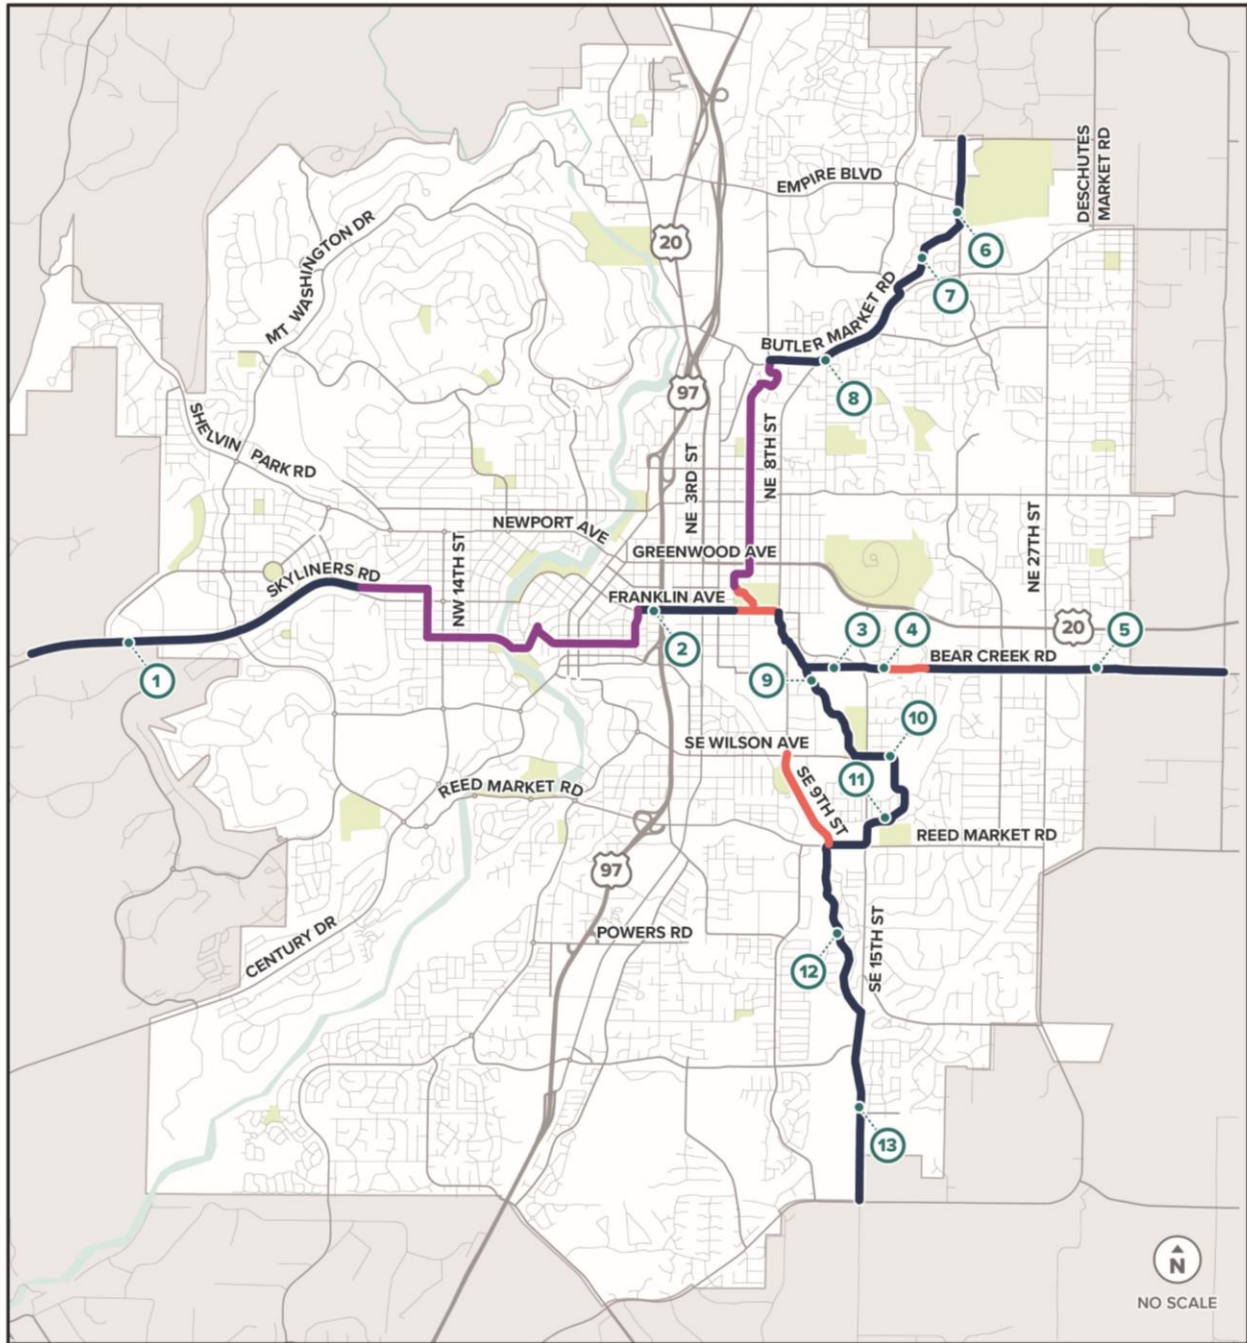 DESCHUTES
MARKET RD
EMPIRE BLVD
6
20
MT WASHINGTON DR
7
BUTLER MARKET RD
97
8
SHELVIN PARK RD
NE 3RD ST
NE 8TH ST
NEWPORT AVE
NW 14TH ST
NE 27TH ST
GREENWOOD AVE
SKYLINERS RD
FRANKLIN AVE
20
3
4
5
2
BEAR CREEK RD
1
9
10
SE WILSON AVE
11
SE 9TH ST
REED MARKET RD
REED MARKET RD
97
POWERS RD
CENTURY DR
SE 15TH ST
12
13
N
NO SCALE